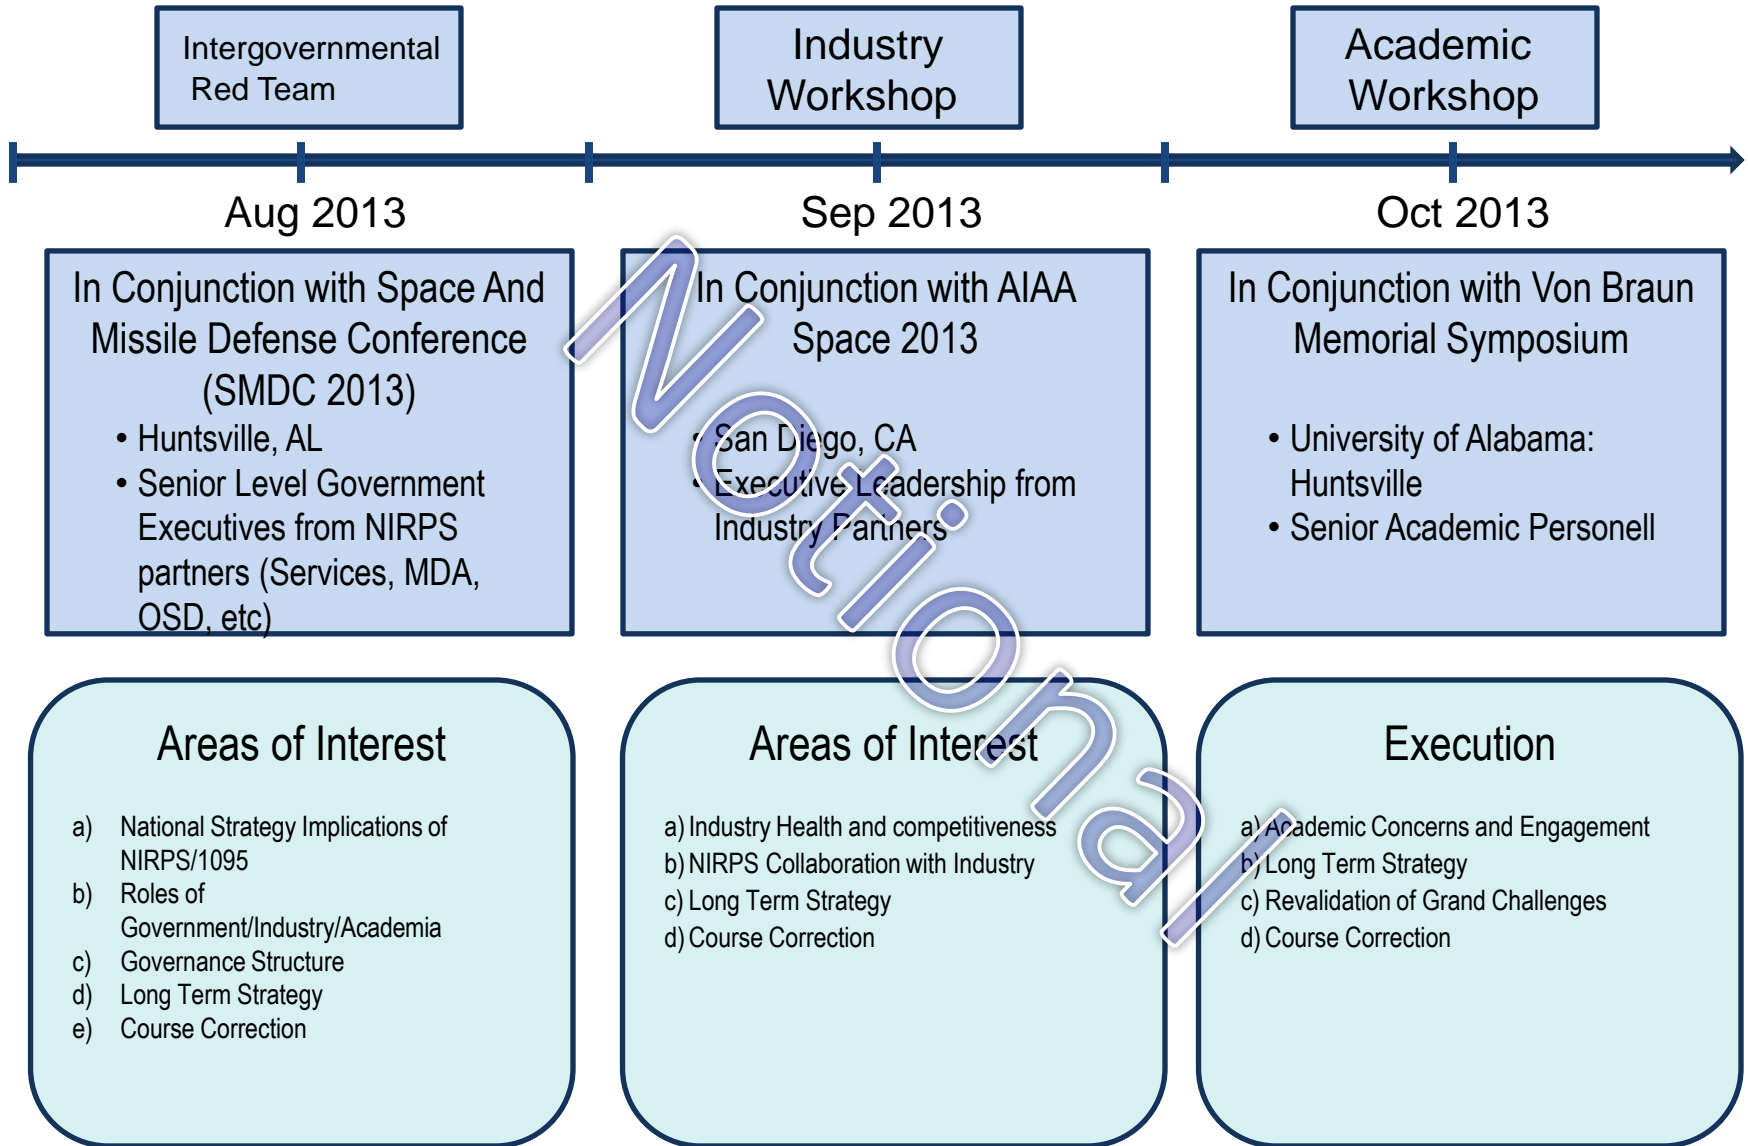 Intergovernmental
Red Team
Industry
Workshop
Academic
Workshop
Aug 2013
Sep 2013
Oct 2013
In Conjunction with Space And
Missile Defense Conference
(SMDC 2013)
• Huntsville, AL
• Senior Level Government
Executives from NIRPS
partners (Services, MDA,
OSD, etc)
In Conjunction with AIAA
Space 2013
• San Diego, CA
• Executive Leadership from
Industry Partners
In Conjunction with Von Braun
Memorial Symposium
• University of Alabama:
Huntsville
• Senior Academic Personell
Notional
Areas of Interest
a) National Strategy Implications of
NIRPS/1095
b) Roles of
Government/Industry/Academia
c) Governance Structure
d) Long Term Strategy
e) Course Correction
Areas of Interest
a) Industry Health and competitiveness
b) NIRPS Collaboration with Industry
c) Long Term Strategy
d) Course Correction
Execution
a) Academic Concerns and Engagement
b) Long Term Strategy
c) Revalidation of Grand Challenges
d) Course Correction